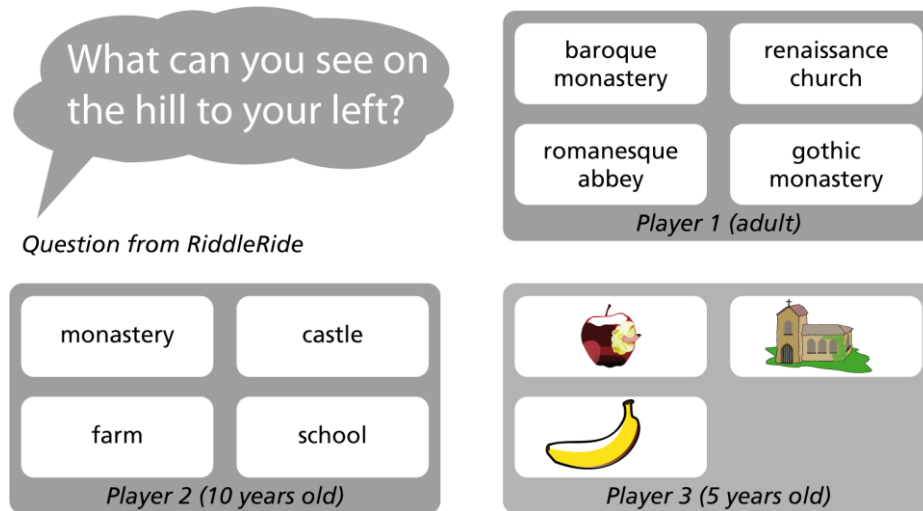 What can you see on
the hill to your left?
Question from RiddleRide
baroque
monastery
renaissance
church
romanesque
abbey
gothic
monastery
Player 1 (adult)
monastery
castle
farm
school
Player 2 (10 years old)
Player 3 (5 years old)